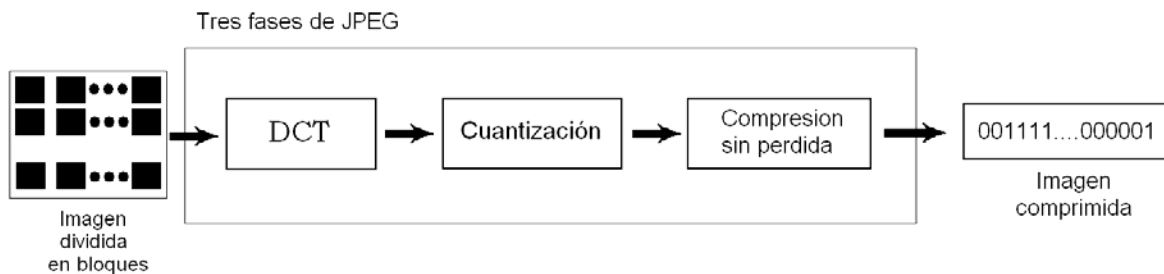 Tres fases de JPEG
DCT
Cuantización
Compresion
sin perdida
001111....000001
Imagen
dividida
en bloques
Imagen
comprimida